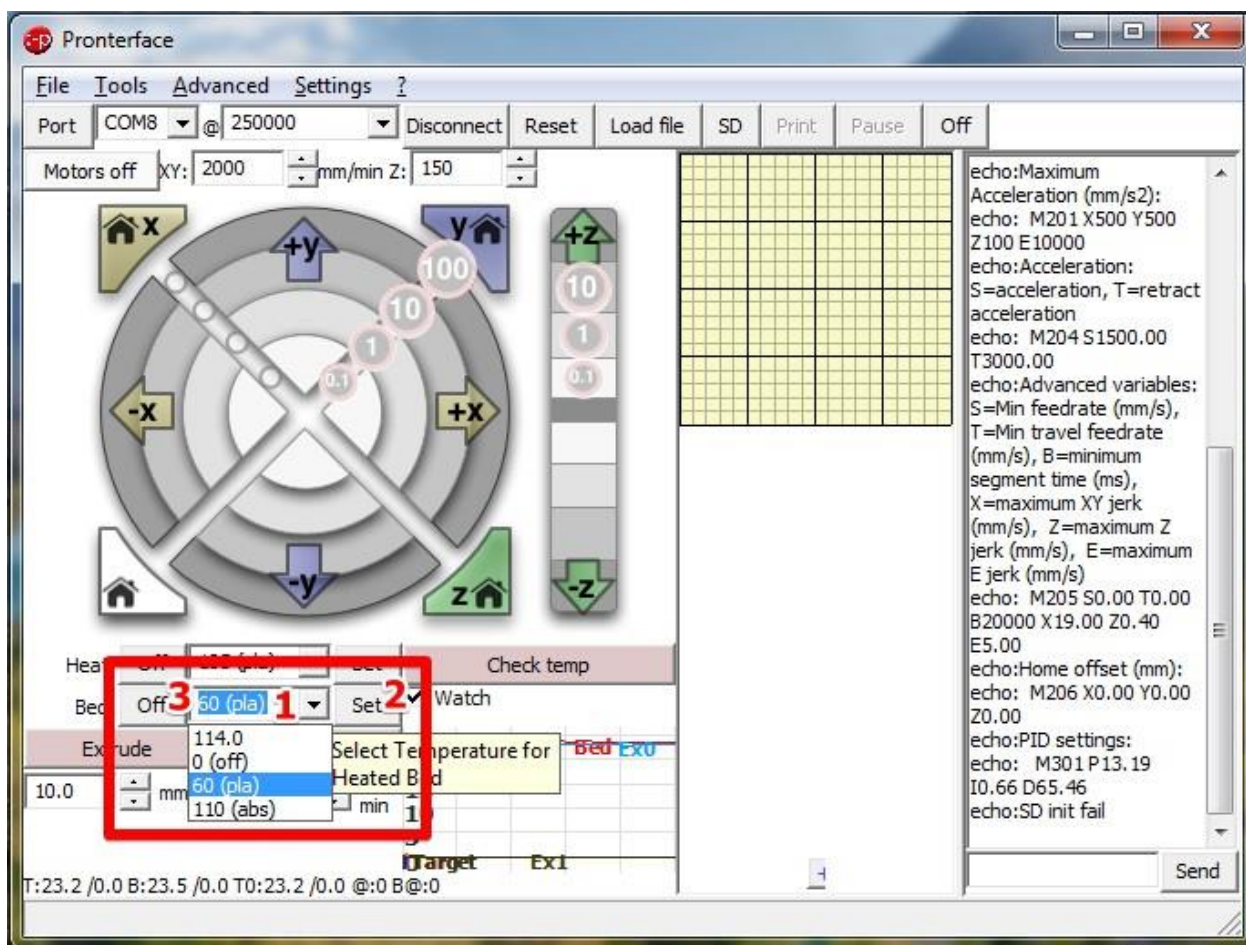 Pronterface
File Tools Advanced Settings ?
Port COM8 @ 250000 Disconnect Reset Load file SD Print Pause Off
Motors off XY: 2000 mm/min Z: 150
x
+y
y
100
10
1
0.1
-x
+x
-y
z
+z
10
1
0.1
-z
Off (pla) Set Check temp
Bed Off 3 60 (pla) 1 Set 2 Watch
114.0
0 (off)
60 (pla)
110 (abs)
Select Temperature for
Heated Bed
Extrude
Bed Ex0
10.0 mm min
Target Ex1
T:23.2 /0.0 B:23.5 /0.0 T0:23.2 /0.0 @:0 B@:0
echo:Maximum
Acceleration (mm/s2):
echo: M201 X500 Y500
Z100 E10000
echo:Acceleration:
S=acceleration, T=retract
acceleration
echo: M204 S1500.00
T3000.00
echo:Advanced variables:
S=Min feedrate (mm/s),
T=Min travel feedrate
(mm/s), B=minimum
segment time (ms),
X=maximum XY jerk
(mm/s), Z=maximum Z
jerk (mm/s), E=maximum
E jerk (mm/s)
echo: M205 S0.00 T0.00
B20000 X19.00 Z0.40
E5.00
echo:Home offset (mm):
echo: M206 X0.00 Y0.00
Z0.00
echo:PID settings:
echo: M301 P13.19
I0.66 D65.46
echo:SD init fail
Send